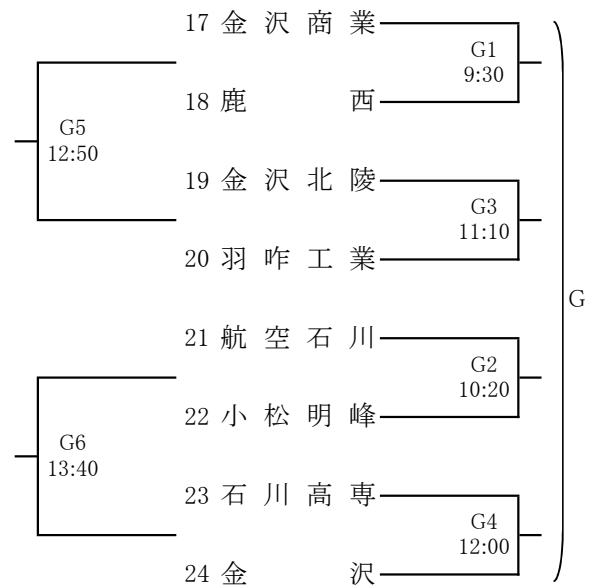 17 金沢商業
G1
9:30
18 鹿西
G5
12:50
19 金沢北陵
G3
11:10
20 羽咋工業
G
21 航空石川
G2
10:20
22 小松明峰
G6
13:40
23 石川高専
G4
12:00
24 金沢